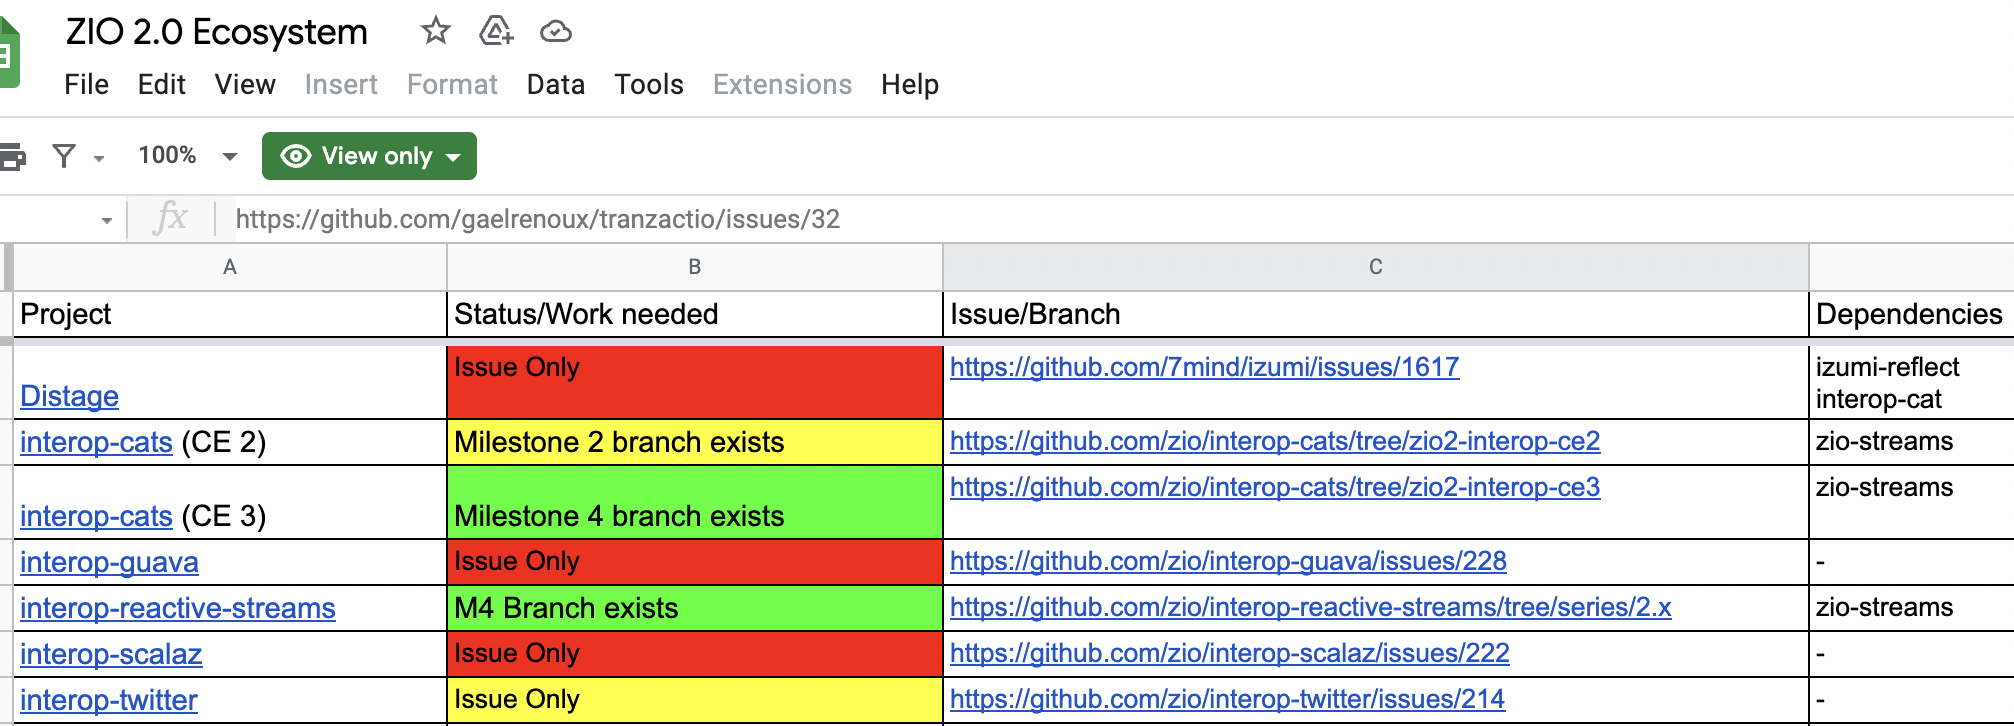 ZIO 2.0 Ecosystem
File Edit View Insert Format Data Tools Extensions Help
100% View only
fx https://github.com/gaelrenoux/tranzactio/issues/32
A B C
Project Status/Work needed Issue/Branch Dependencies
Distage Issue Only https://github.com/7mind/izumi/issues/1617 izumi-reflect
interop-cat
interop-cats (CE 2) Milestone 2 branch exists https://github.com/zio/interop-cats/tree/zio2-interop-ce2 zio-streams
interop-cats (CE 3) Milestone 4 branch exists https://github.com/zio/interop-cats/tree/zio2-interop-ce3 zio-streams
interop-guava Issue Only https://github.com/zio/interop-guava/issues/228 -
interop-reactive-streams M4 Branch exists https://github.com/zio/interop-reactive-streams/tree/series/2.x zio-streams
interop-scalaz Issue Only https://github.com/zio/interop-scalaz/issues/222 -
interop-twitter Issue Only https://github.com/zio/interop-twitter/issues/214 -